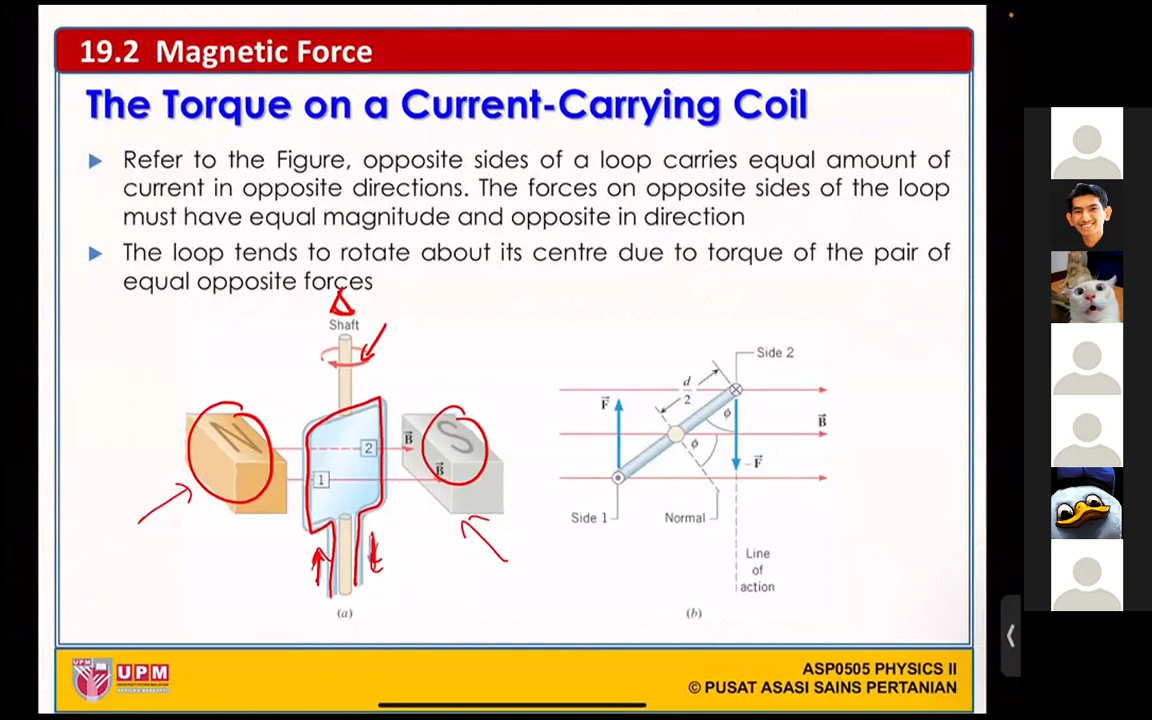 19.2 Magnetic Force
The Torque on a Current-Carrying Coil
Refer to the Figure, opposite sides of a loop carries equal amount of
current in opposite directions. The forces on opposite sides of the loop
must have equal magnitude and opposite in direction
The loop tends to rotate about its centre due to torque of the pair of
equal opposite forces
Shaft
N
S
B
B
2
1
(a)
Side 2
d
2
F
ϕ
B
ϕ
−F
Side 1
Normal
Line
of
action
(b)
UPM
UPM
ASP0505 PHYSICS II
© PUSAT ASASI SAINS PERTANIAN